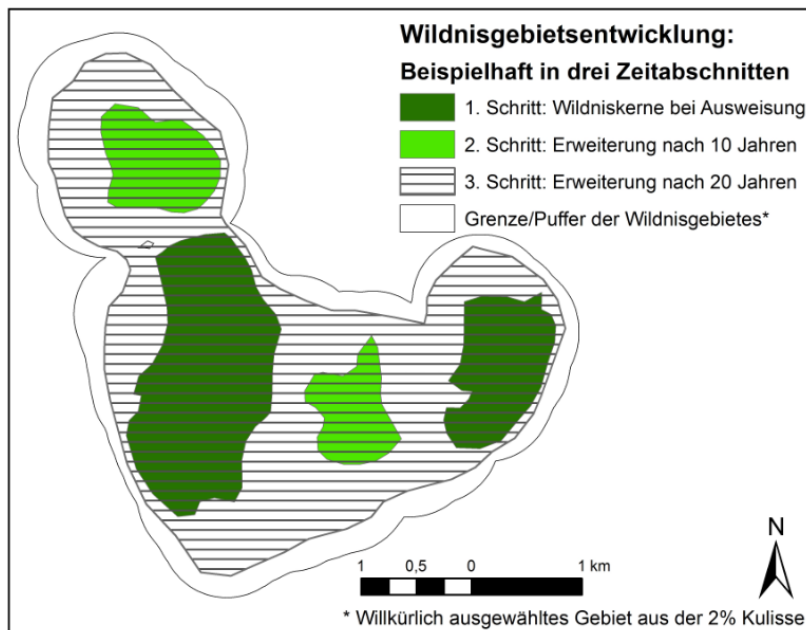 Wildnisgebietsentwicklung:
Beispielhaft in drei Zeitabschnitten
1. Schritt: Wildniskerne bei Ausweisung
2. Schritt: Erweiterung nach 10 Jahren
3. Schritt: Erweiterung nach 20 Jahren
Grenze/Puffer der Wildnisgebietes*
N
1 0,5 0 1 km
* Willkürlich ausgewähltes Gebiet aus der 2% Kulisse